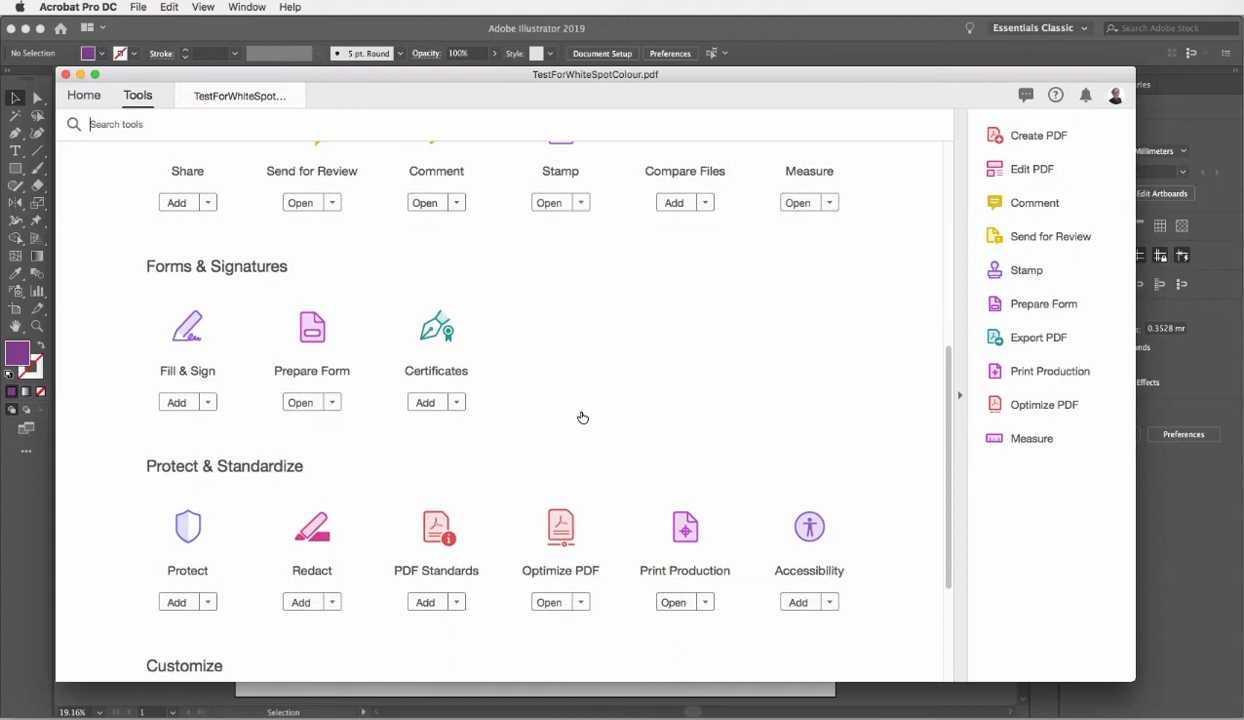 Acrobat Pro DC File Edit View Window Help
Adobe Illustrator 2019 Essentials Classic Search Adobe Stock
No Selection Stroke: 5 pt. Round Opacity: 100% Style: Document Setup Preferences
TestForWhiteSpotColour.pdf
Home Tools TestForWhiteSpot...
Search tools
Share Send for Review Comment Stamp Compare Files Measure
Add Open Open Open Add Open
Forms & Signatures
Fill & Sign Prepare Form Certificates
Add Open Add
Protect & Standardize
Protect Redact PDF Standards Optimize PDF Print Production Accessibility
Add Add Add Open Open Add
Customize
Create PDF
Edit PDF
Comment
Send for Review
Stamp
Prepare Form
Export PDF
Print Production
Optimize PDF
Measure
Millimeters
Edit Artboards
0.3528 mr
Preferences
19.16% 1 Selection